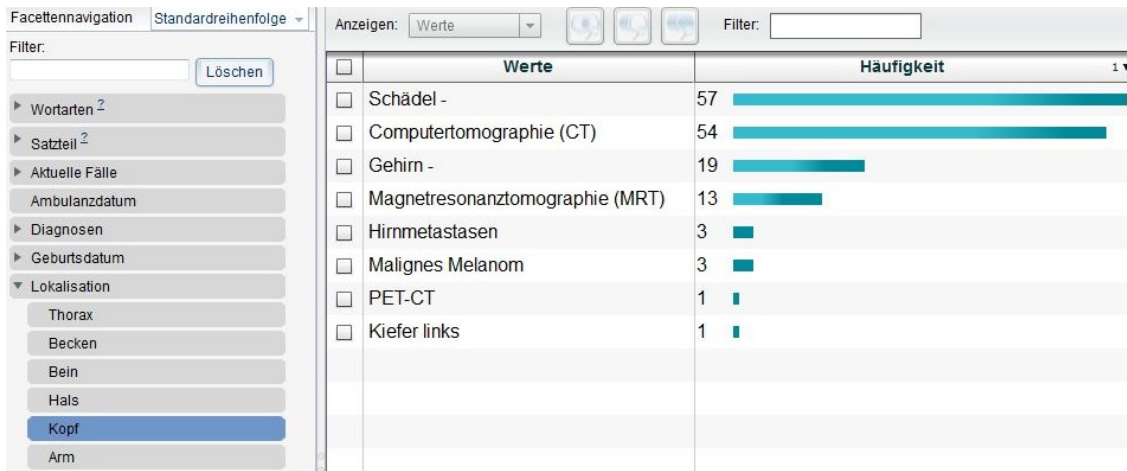 Facettennavigation Standardreihenfolge
Filter:
Löschen
Wortarten ?
Satzteil ?
Aktuelle Fälle
Ambulanzdatum
Diagnosen
Geburtsdatum
Lokalisation
Thorax
Becken
Bein
Hals
Kopf
Arm
Anzeigen: Werte Filter:
Werte Häufigkeit 1
Schädel - 57
Computertomographie (CT) 54
Gehirn - 19
Magnetresonanztomographie (MRT) 13
Hirnmetastasen 3
Malignes Melanom 3
PET-CT 1
Kiefer links 1